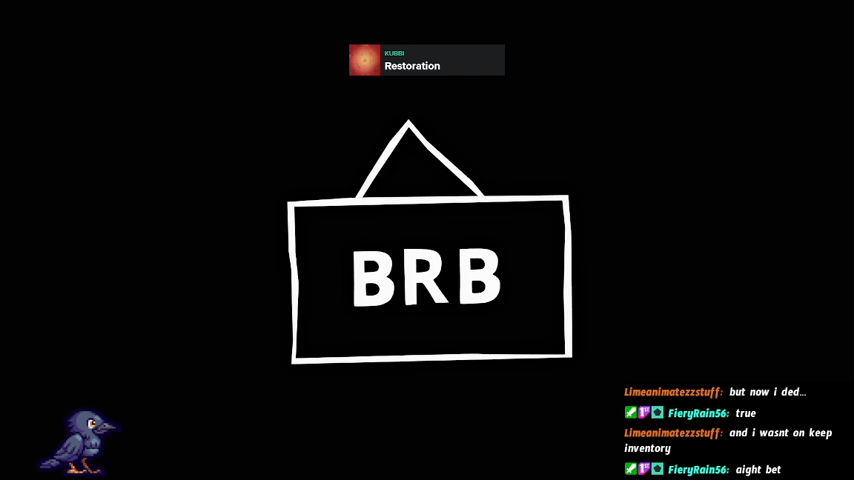 KUBBI
Restoration
BRB
Limeanimatezzstuff: but now i ded...
FieryRain56: true
Limeanimatezzstuff: and i wasnt on keep
inventory
FieryRain56: aight bet